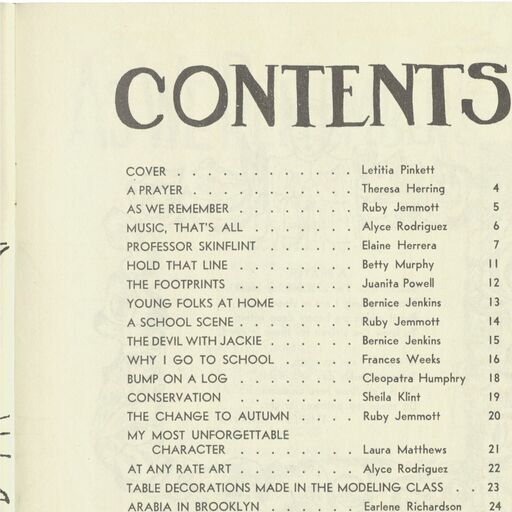 CONTENTS
COVER . . . . . . . . . . . . Letitia Pinkett
A PRAYER . . . . . . . . . . . Theresa Herring 4
AS WE REMEMBER . . . . . . . . Ruby Jemmott 5
MUSIC, THAT'S ALL . . . . . . . Alyce Rodriguez 6
PROFESSOR SKINFLINT . . . . . . Elaine Herrera 7
HOLD THAT LINE . . . . . . . . Betty Murphy 11
THE FOOTPRINTS . . . . . . . . Juanita Powell 12
YOUNG FOLKS AT HOME . . . . . Bernice Jenkins 13
A SCHOOL SCENE . . . . . . . . Ruby Jemmott 14
THE DEVIL WITH JACKIE . . . . . . Bernice Jenkins 15
WHY I GO TO SCHOOL . . . . . Frances Weeks 16
BUMP ON A LOG . . . . . . . . Cleopatra Humphry 18
CONSERVATION . . . . . . . . Sheila Klint 19
THE CHANGE TO AUTUMN . . . . Ruby Jemmott 20
MY MOST UNFORGETTABLE
CHARACTER . . . . . . . . Laura Matthews 21
AT ANY RATE ART . . . . . . . . Alyce Rodriguez 22
TABLE DECORATIONS MADE IN THE MODELING CLASS . . 23
ARABIA IN BROOKLYN . . . . . . Earlene Richardson 24